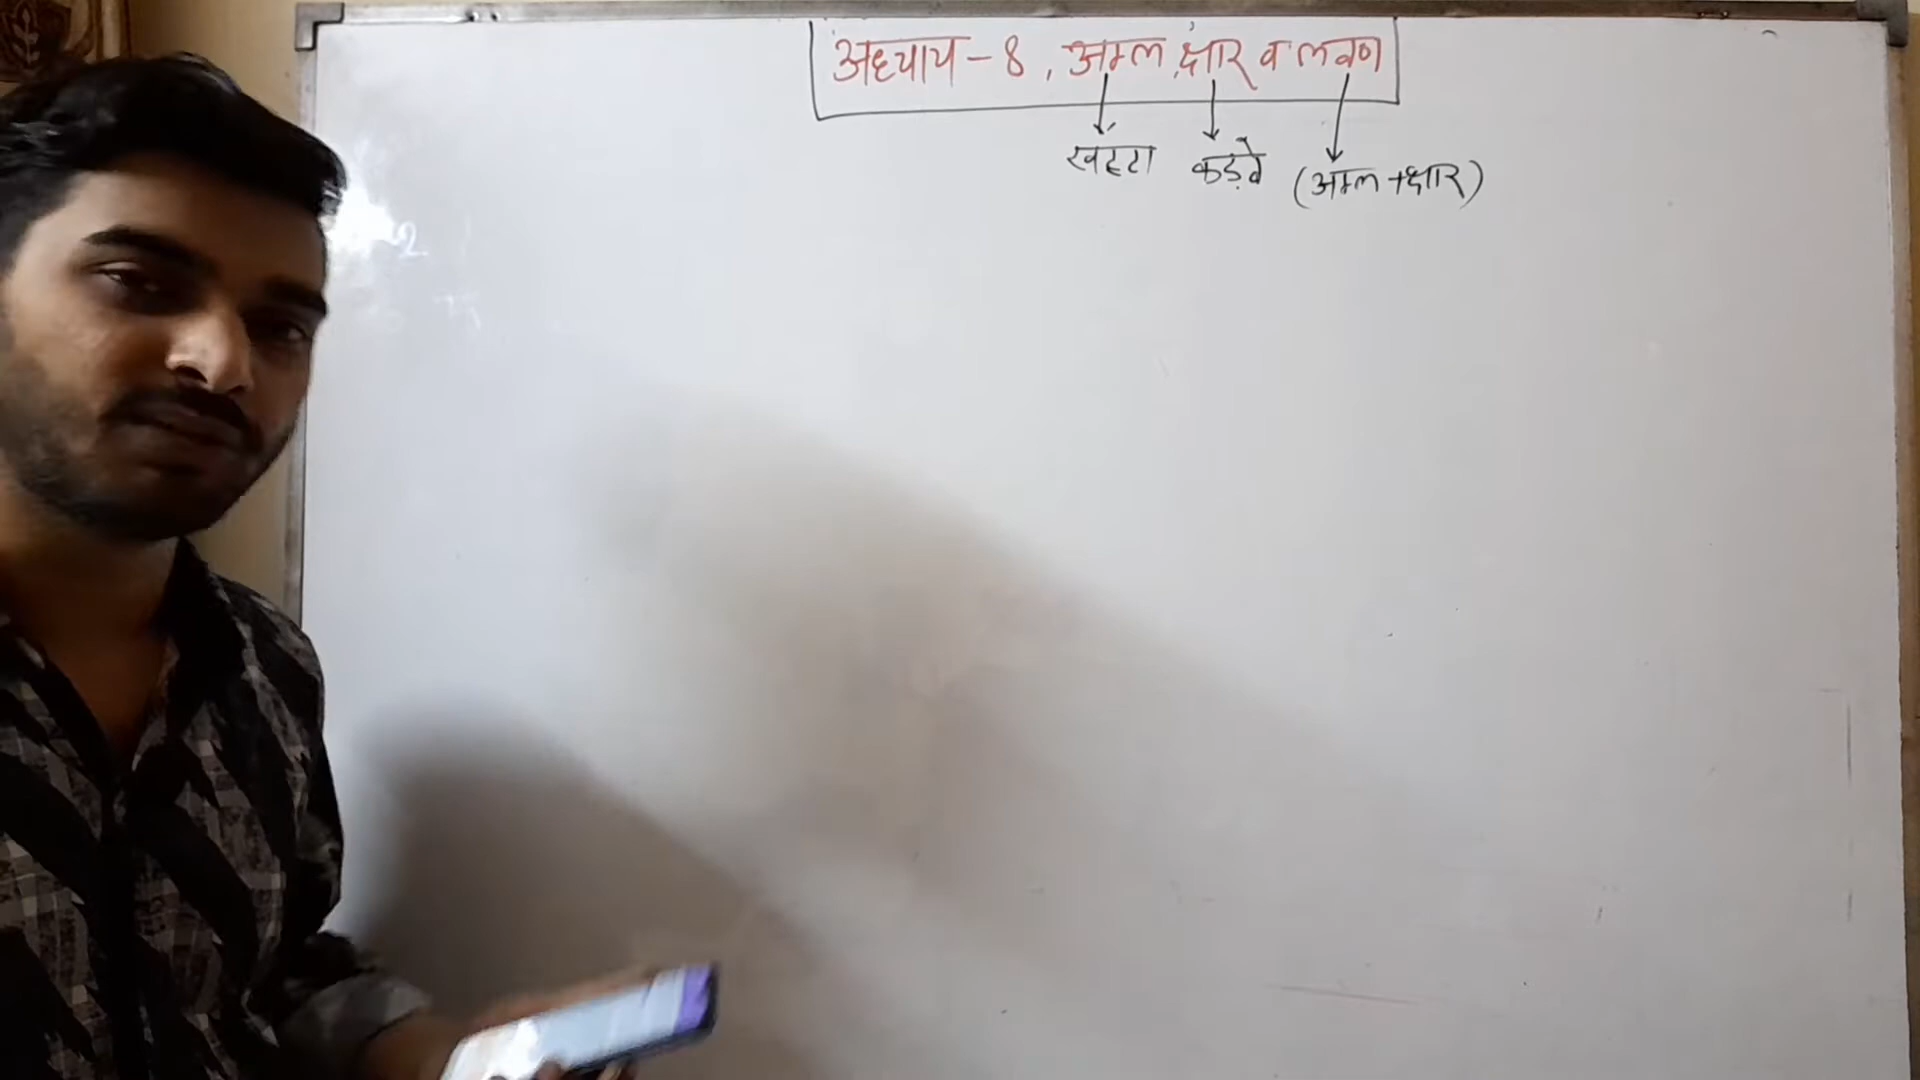 अध्याय - 8, अम्ल, क्षार व लवण
खट्टा कड़वे (अम्ल + क्षार)